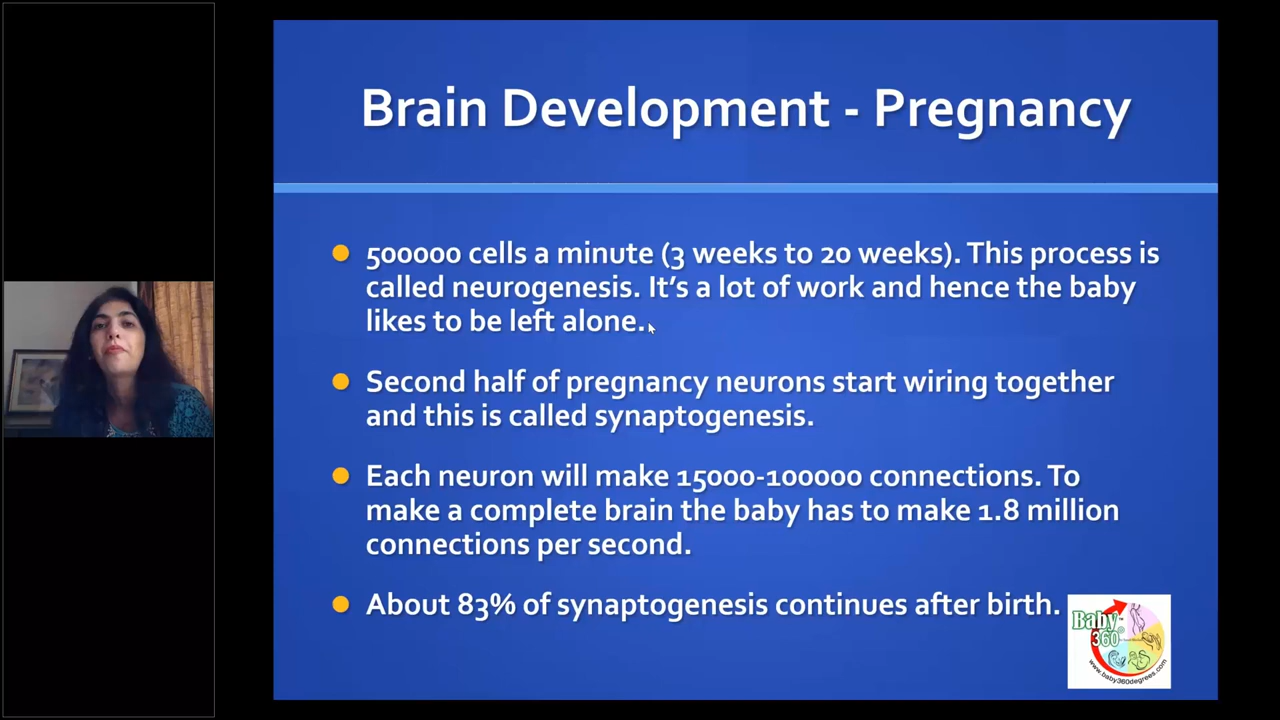 Brain Development - Pregnancy
500000 cells a minute (3 weeks to 20 weeks). This process is
called neurogenesis. It’s a lot of work and hence the baby
likes to be left alone.
Second half of pregnancy neurons start wiring together
and this is called synaptogenesis.
Each neuron will make 15000-100000 connections. To
make a complete brain the baby has to make 1.8 million
connections per second.
About 83% of synaptogenesis continues after birth.
Baby
360°
www.baby360degrees.com